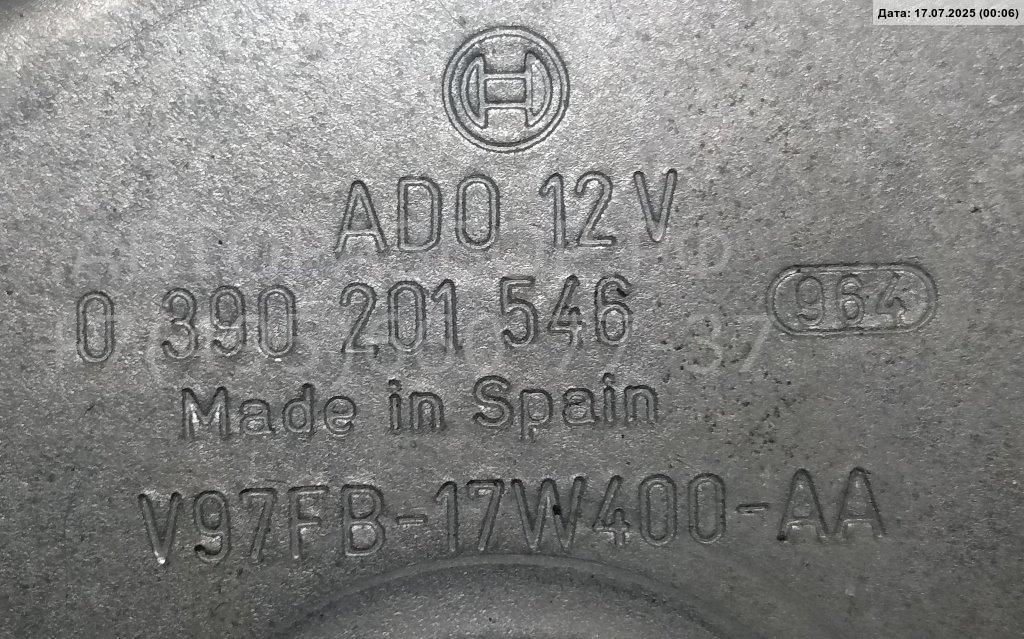 Дата: 17.07.2025 (00:06)
ADO 12V
0 390 201 546 964
Made in Spain
V97FB-17W400-AA